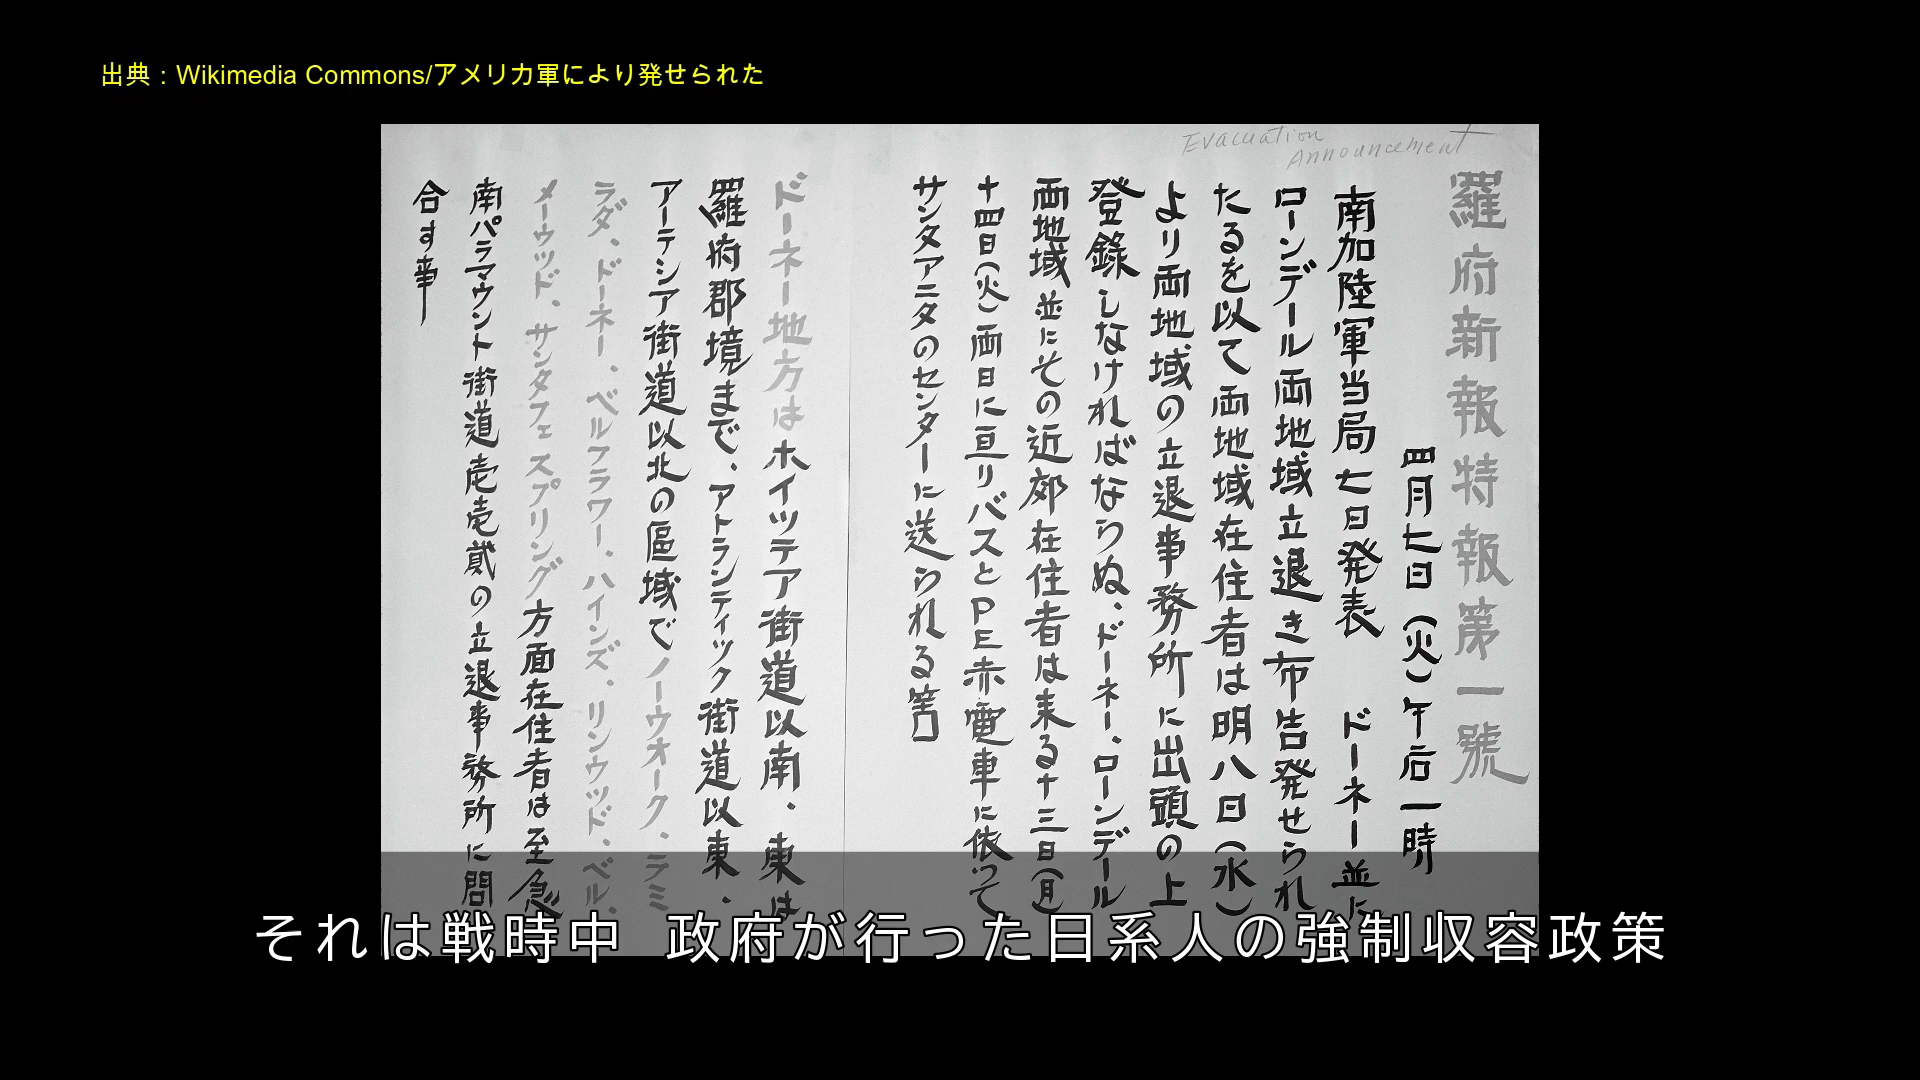 出典：Wikimedia Commons/アメリカ軍により発せられた
Evacuation
Announcement
羅府新報特報第一號
四月七日（火）午后一時
南加陸軍当局七日発表　ドーネー並に
ローンデール両地域立退き布告発せられ
たるを以て両地域在住者は明八日（水）
より両地域の立退事務所に出頭の上
登錄しなければならぬ、ドーネー、ローンデール
両地域並にその近郊在住者は来る十三日（月）
十四日（火）両日に亘りバスとPE赤電車に依って
サンタアニタのセンターに送られる筈
ドーネー地方はホイッテア街道以南、東は
羅府郡境まで、アトランティック街道以東、
アーテシア街道以北の區域でノーウオーク、ラミ
ラダ、ドーネー、ベルフラワー、ハインズ、リンウッド、ベル、
メーウッド、サンタフェスプリング方面在住者は至急
南パラマウント街道壱壱貳の立退事務所に問
合す事
それは戦時中　政府が行った日系人の強制収容政策